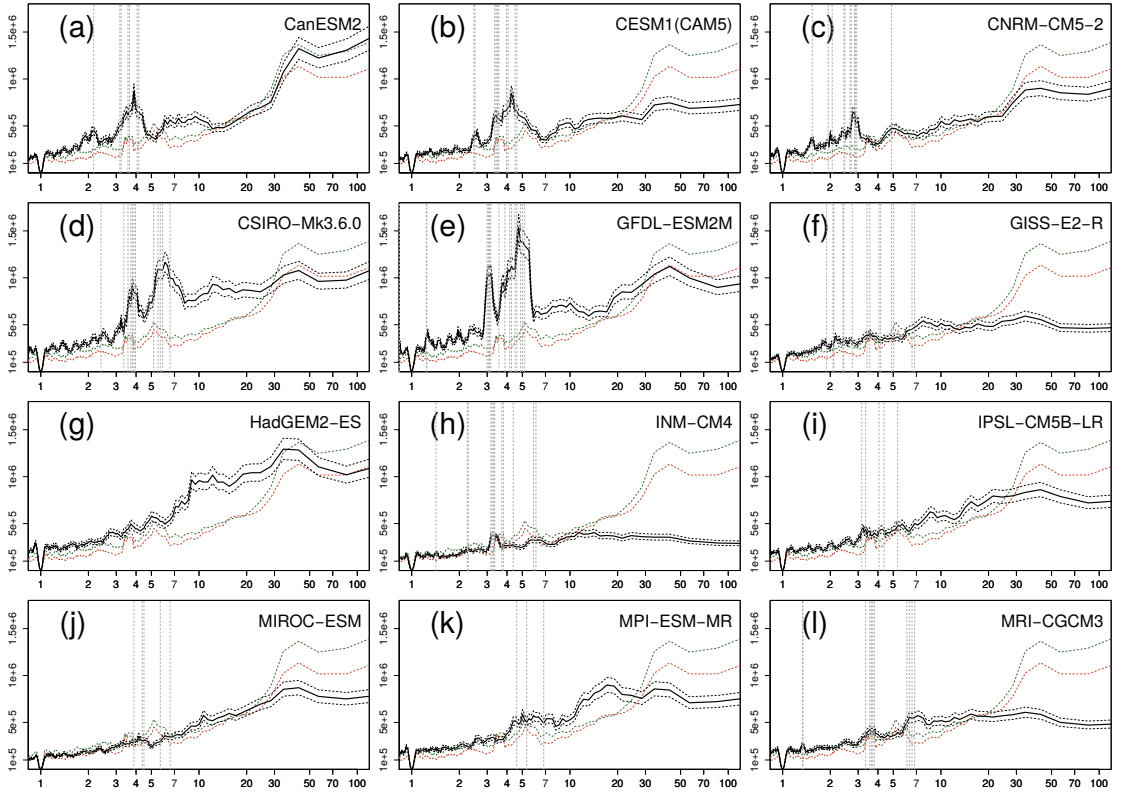 (a) CanESM2
1e+5 5e+5 1e+6 1.5e+6
1 2 3 4 5 7 10 20 30 50 70 100
(b) CESM1(CAM5)
1e+5 5e+5 1e+6 1.5e+6
1 2 3 4 5 7 10 20 30 50 70 100
(c) CNRM−CM5−2
1e+5 5e+5 1e+6 1.5e+6
1 2 3 4 5 7 10 20 30 50 70 100
(d) CSIRO−Mk3.6.0
1e+5 5e+5 1e+6 1.5e+6
1 2 3 4 5 7 10 20 30 50 70 100
(e) GFDL−ESM2M
1e+5 5e+5 1e+6 1.5e+6
1 2 3 4 5 7 10 20 30 50 70 100
(f) GISS−E2−R
1e+5 5e+5 1e+6 1.5e+6
1 2 3 4 5 7 10 20 30 50 70 100
(g) HadGEM2−ES
1e+5 5e+5 1e+6 1.5e+6
1 2 3 4 5 7 10 20 30 50 70 100
(h) INM−CM4
1e+5 5e+5 1e+6 1.5e+6
1 2 3 4 5 7 10 20 30 50 70 100
(i) IPSL−CM5B−LR
1e+5 5e+5 1e+6 1.5e+6
1 2 3 4 5 7 10 20 30 50 70 100
(j) MIROC−ESM
1e+5 5e+5 1e+6 1.5e+6
1 2 3 4 5 7 10 20 30 50 70 100
(k) MPI−ESM−MR
1e+5 5e+5 1e+6 1.5e+6
1 2 3 4 5 7 10 20 30 50 70 100
(l) MRI−CGCM3
1e+5 5e+5 1e+6 1.5e+6
1 2 3 4 5 7 10 20 30 50 70 100